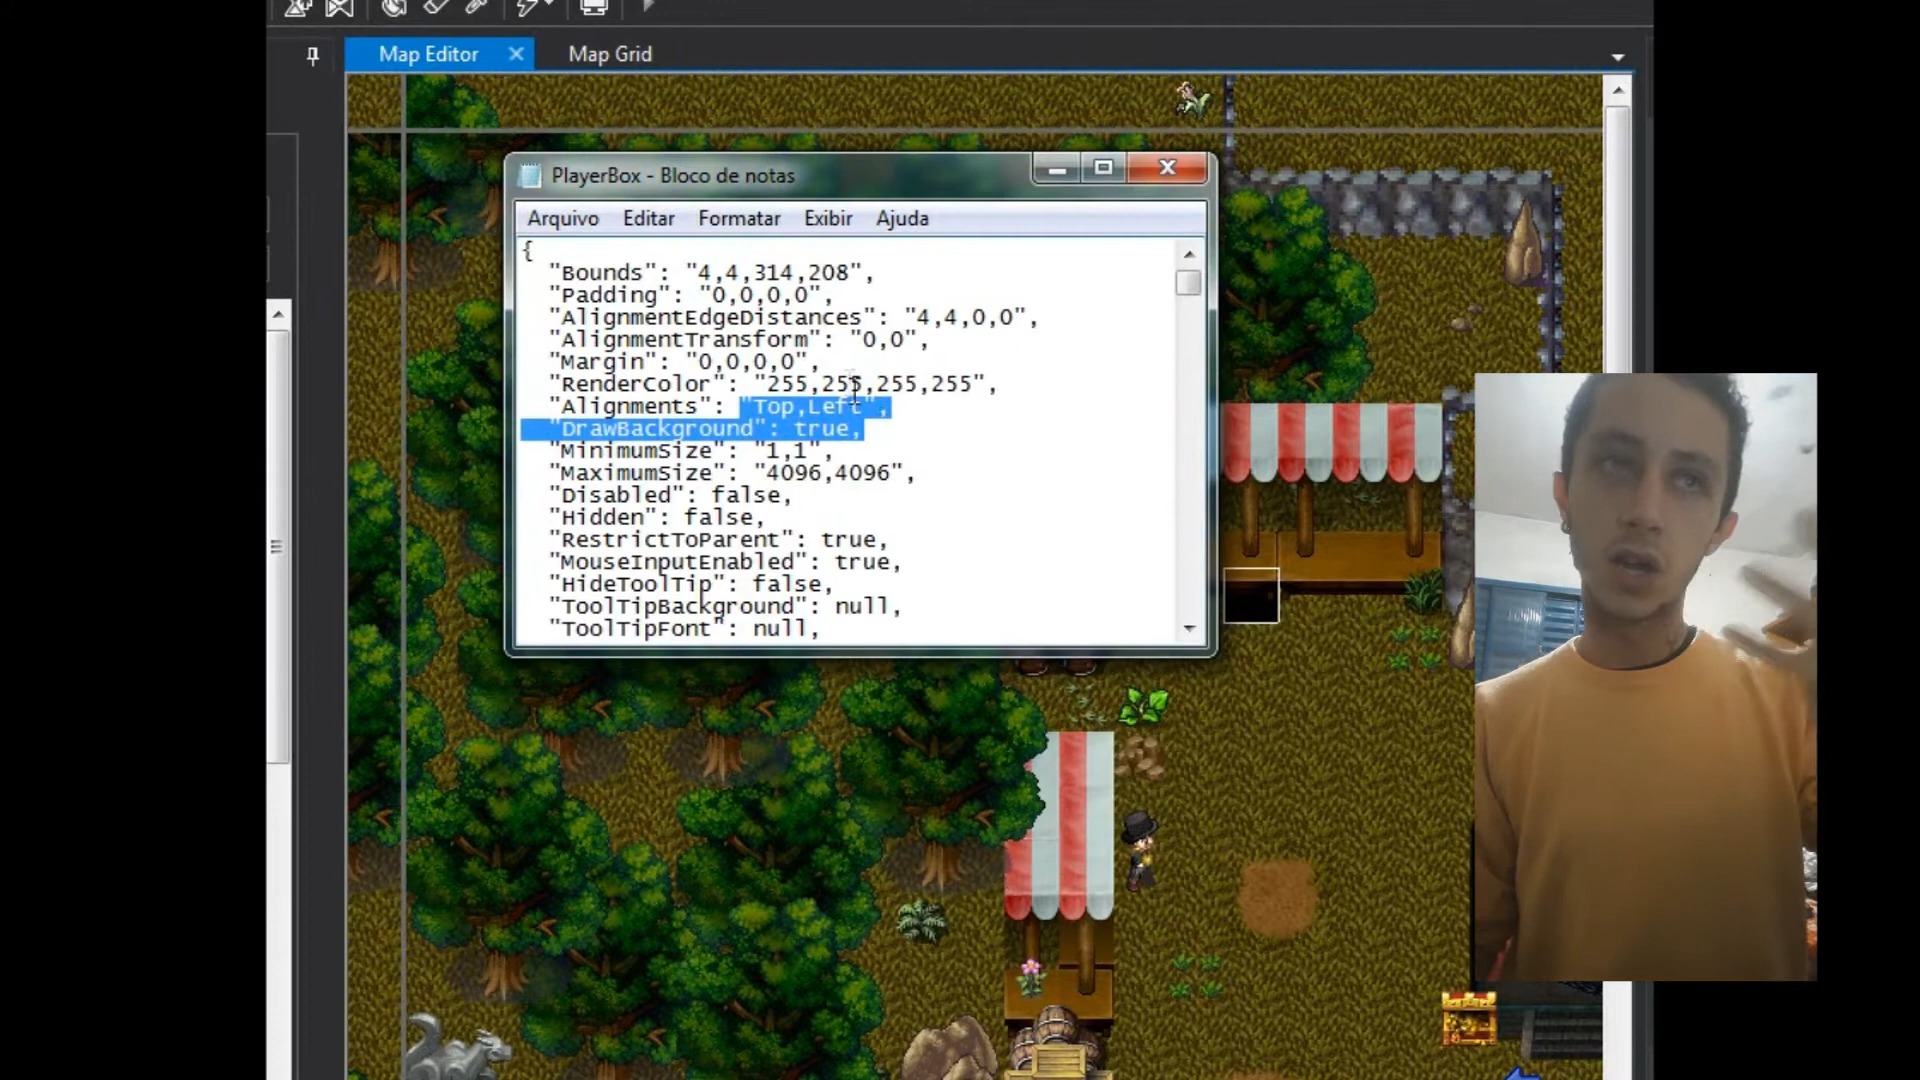 Map Editor
Map Grid
PlayerBox - Bloco de notas
Arquivo Editar Formatar Exibir Ajuda
{
"Bounds": "4,4,314,208",
"Padding": "0,0,0,0",
"AlignmentEdgeDistances": "4,4,0,0",
"AlignmentTransform": "0,0",
"Margin": "0,0,0,0",
"RenderColor": "255,255,255,255",
"Alignments": "Top,Left",
"DrawBackground": true,
"MinimumSize": "1,1",
"MaximumSize": "4096,4096",
"Disabled": false,
"Hidden": false,
"RestrictToParent": true,
"MouseInputEnabled": true,
"HideToolTip": false,
"ToolTipBackground": null,
"ToolTipFont": null,